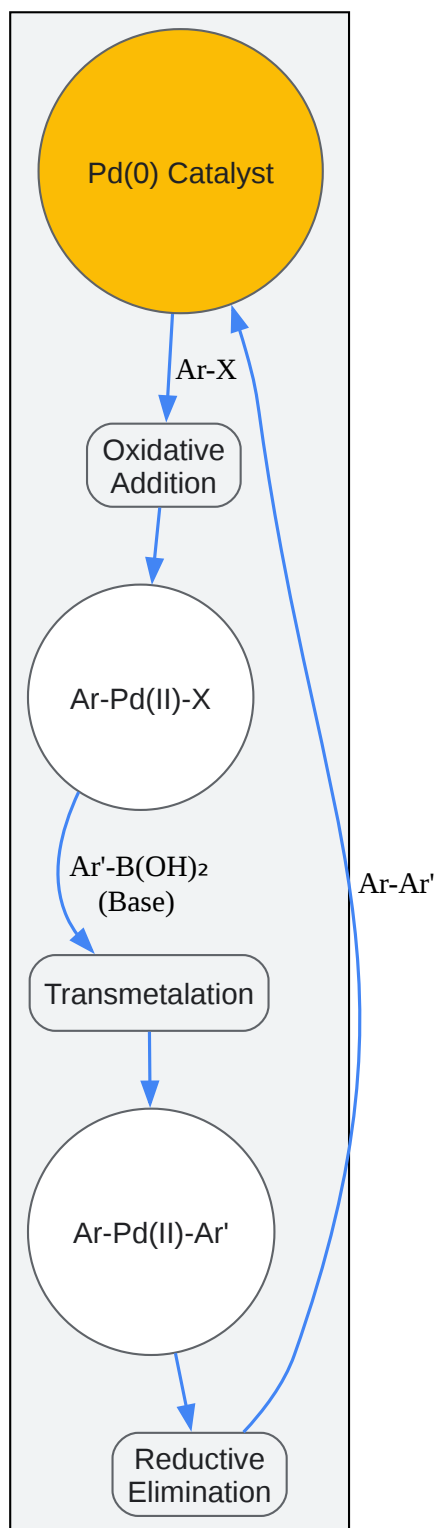 Pd(0) Catalyst
Ar-X
Oxidative
Addition
Ar-Pd(II)-X
Ar'-B(OH)₂
(Base)
Ar-Ar'
Transmetalation
Ar-Pd(II)-Ar'
Reductive
Elimination